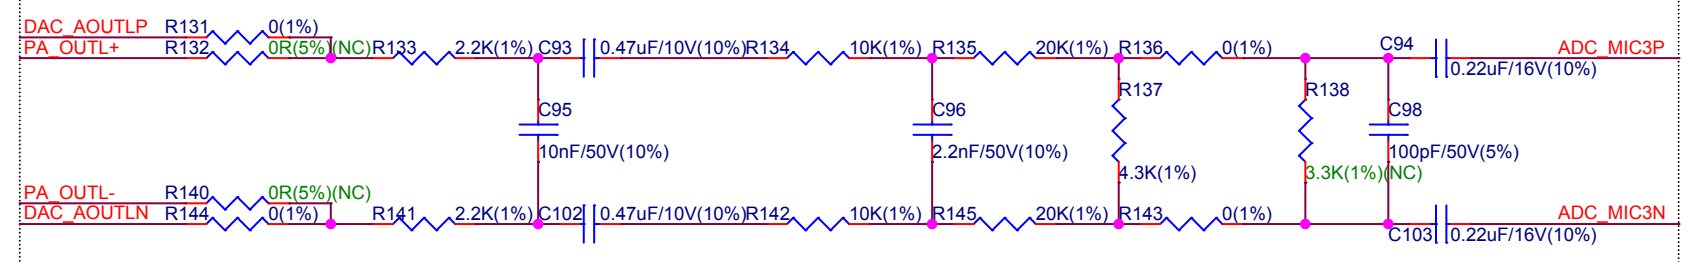 DAC_AOUTLP R131 0(1%)
PA_OUTL+ R132 0R(5%)(NC) R133 2.2K(1%) C93 0.47uF/10V(10%) R134 10K(1%) R135 20K(1%) R136 0(1%) C94 ADC_MIC3P
0.22uF/16V(10%)
R137 R138
C95 C96 C98
10nF/50V(10%) 2.2nF/50V(10%) 100pF/50V(5%)
4.3K(1%) 3.3K(1%)(NC)
PA_OUTL- R140 0R(5%)(NC)
DAC_AOUTLN R144 0(1%) R141 2.2K(1%) C102 0.47uF/10V(10%) R142 10K(1%) R145 20K(1%) R143 0(1%) ADC_MIC3N
C103 0.22uF/16V(10%)